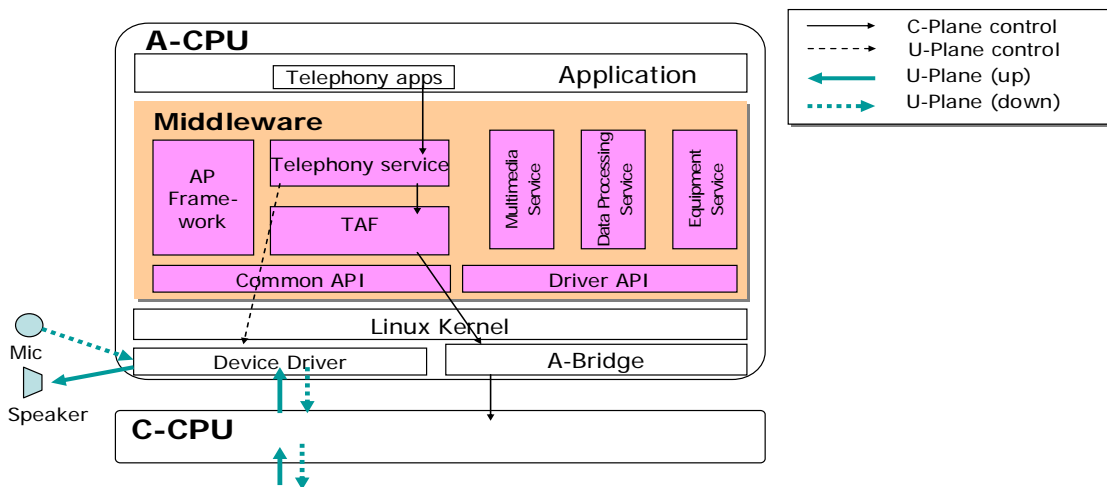 A-CPU
Telephony apps
Application
Middleware
AP
Frame-
work
Telephony service
TAF
Multimedia
Service
Data Processing
Service
Equipment
Service
Common API
Driver API
Linux Kernel
Device Driver
A-Bridge
Mic
Speaker
C-CPU
C-Plane control
U-Plane control
U-Plane (up)
U-Plane (down)